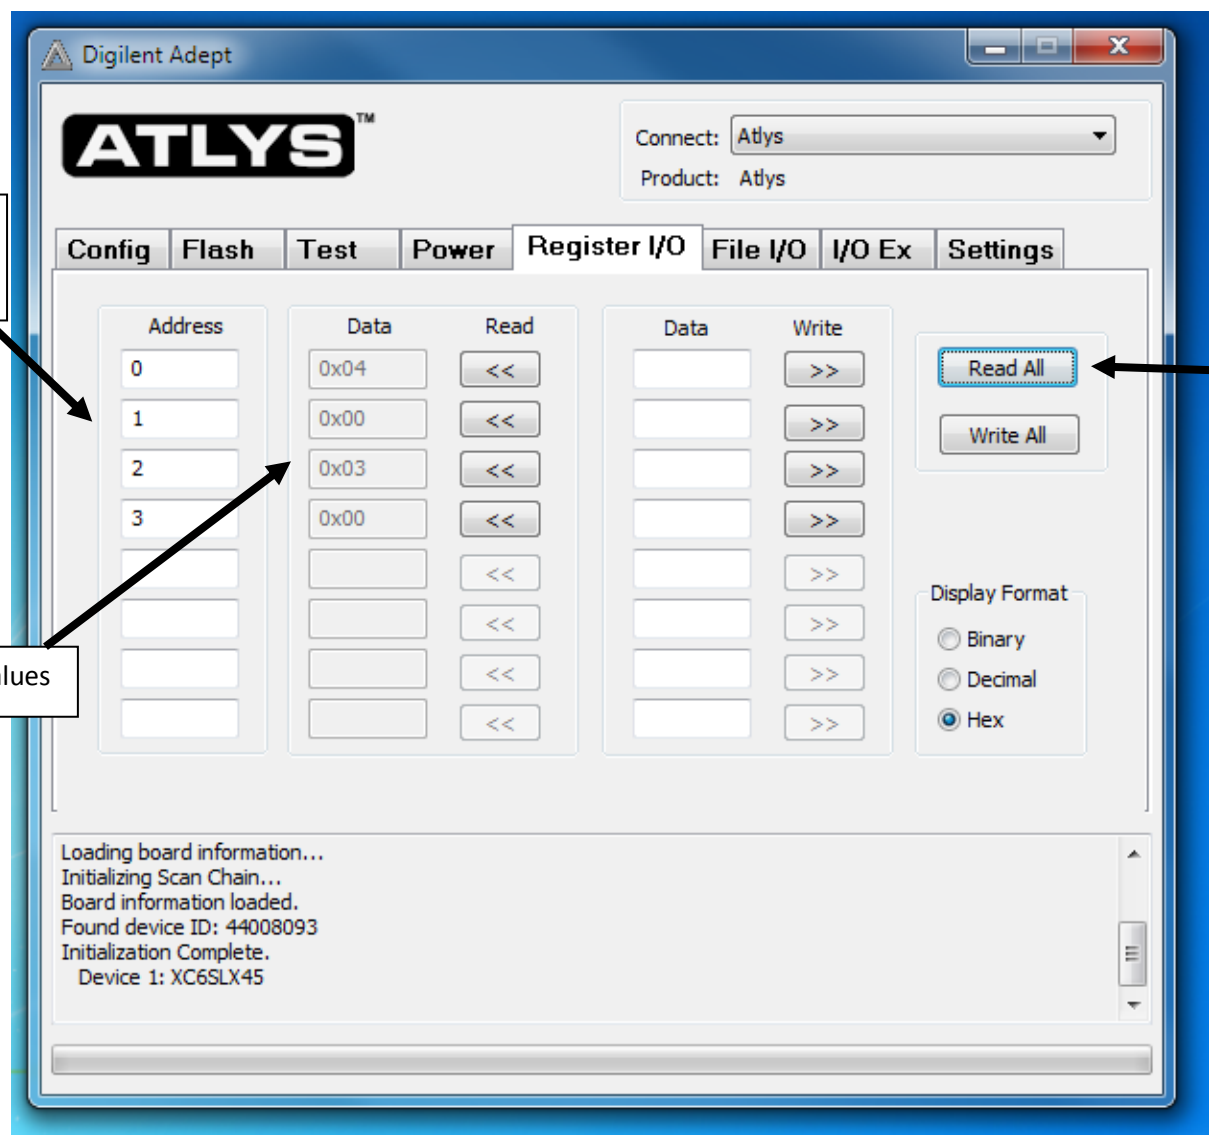 Digilent Adept
ATLYS™
Connect: Atlys
Product: Atlys
Config Flash Test Power Register I/O File I/O I/O Ex Settings
Address Data Read Data Write
0 0x04 << >> Read All
1 0x00 << >> Write All
2 0x03 << >>
3 0x00 << >>
<< >>
Display Format
<< >> Binary
<< >> Decimal
<< >> Hex
Loading board information...
Initializing Scan Chain...
Board information loaded.
Found device ID: 44008093
Initialization Complete.
Device 1: XC6SLX45